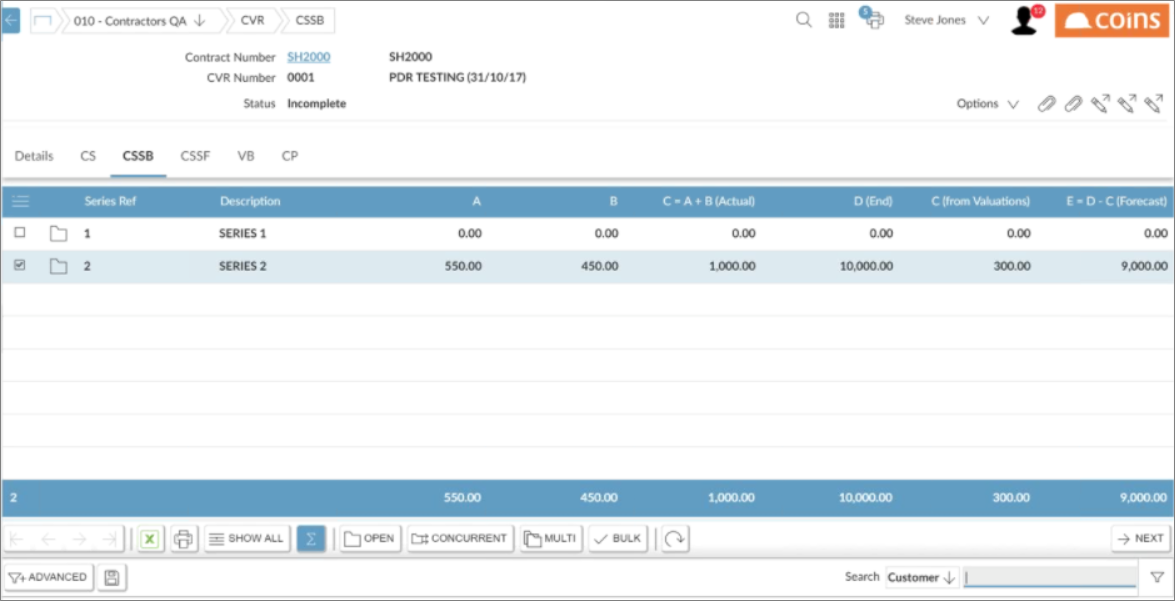 010 - Contractors QA CVR CSSB 5 Steve Jones 12 COINS
Contract Number SH2000 SH2000
CVR Number 0001 PDR TESTING (31/10/17)
Status Incomplete Options
Details CS CSSB CSSF VB CP
Series Ref Description A B C = A + B (Actual) D (End) C (from Valuations) E = D - C (Forecast)
1 SERIES 1 0.00 0.00 0.00 0.00 0.00 0.00
2 SERIES 2 550.00 450.00 1,000.00 10,000.00 300.00 9,000.00
2 550.00 450.00 1,000.00 10,000.00 300.00 9,000.00
X SHOW ALL Σ OPEN CONCURRENT MULTI BULK NEXT
ADVANCED Search Customer